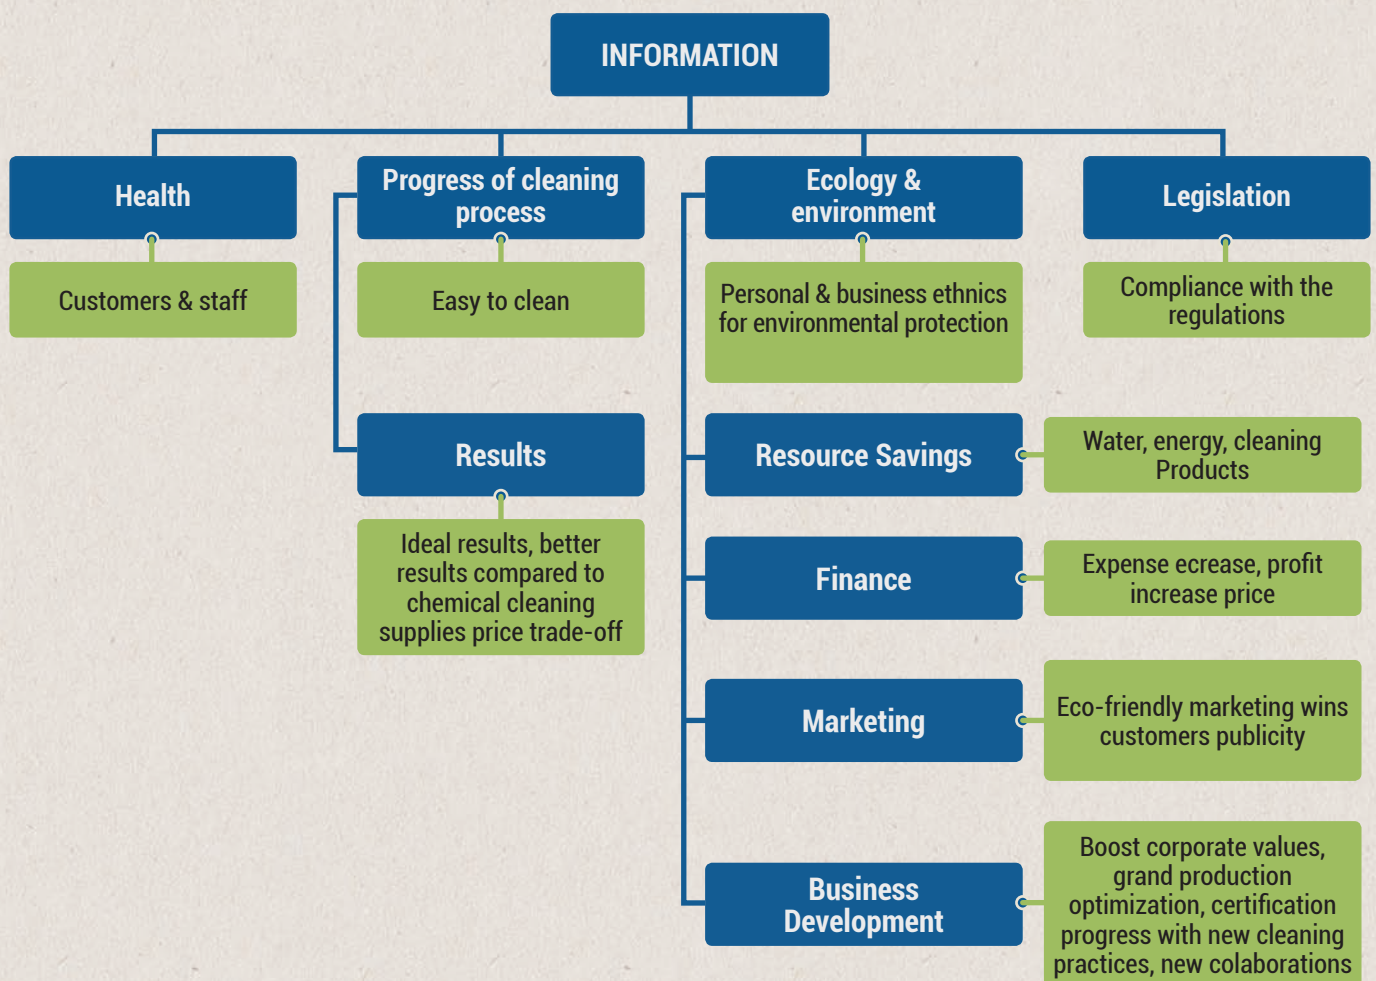 INFORMATION
Health
Progress of cleaning
process
Ecology &
environment
Legislation
Customers & staff
Easy to clean
Personal & business ethnics
for environmental protection
Compliance with the
regulations
Results
Ideal results, better
results compared to
chemical cleaning
supplies price trade-off
Resource Savings
Water, energy, cleaning
Products
Finance
Expense ecrease, profit
increase price
Marketing
Eco-friendly marketing wins
customers publicity
Business
Development
Boost corporate values,
grand production
optimization, certification
progress with new cleaning
practices, new colaborations